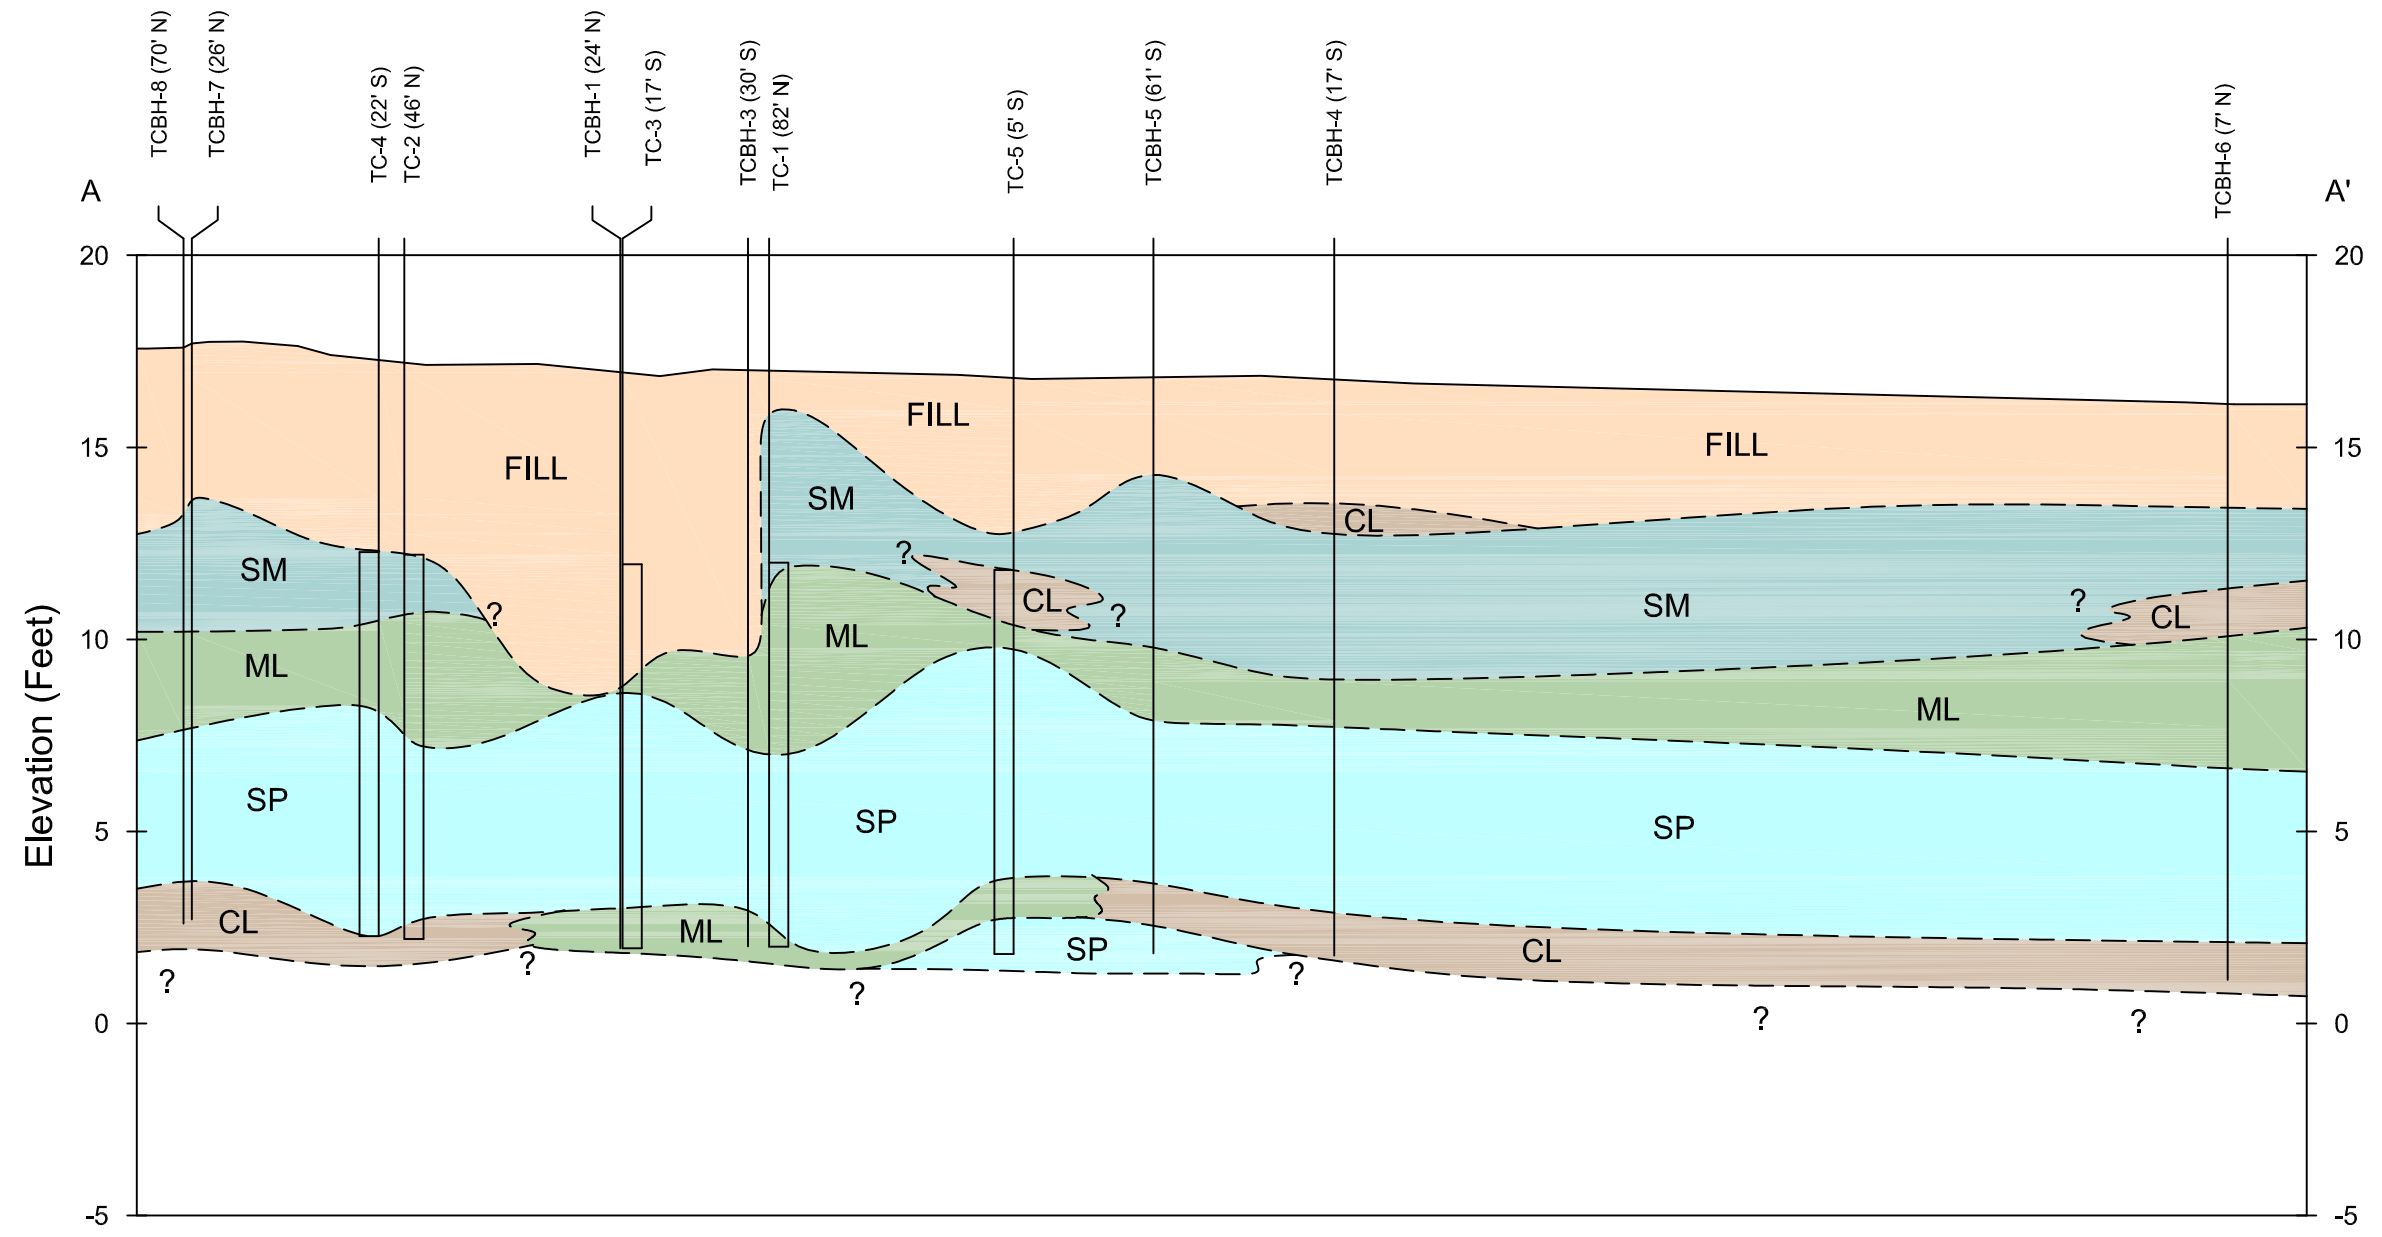 TCBH-8 (70' N)
TCBH-7 (26' N)
TC-4 (22' S)
TC-2 (46' N)
TCBH-1 (24' N)
TC-3 (17' S)
TCBH-3 (30' S)
TC-1 (82' N)
TC-5 (5' S)
TCBH-5 (61' S)
TCBH-4 (17' S)
TCBH-6 (7' N)
A
A'
20
20
FILL
15
FILL
15
FILL
SM
CL
?
SM
?
CL
?
SM
?
CL
10
?
ML
10
ML
ML
Elevation (Feet)
SP
5
SP
SP
5
CL
ML
SP
CL
?
?
?
?
0
?
?
0
-5
-5